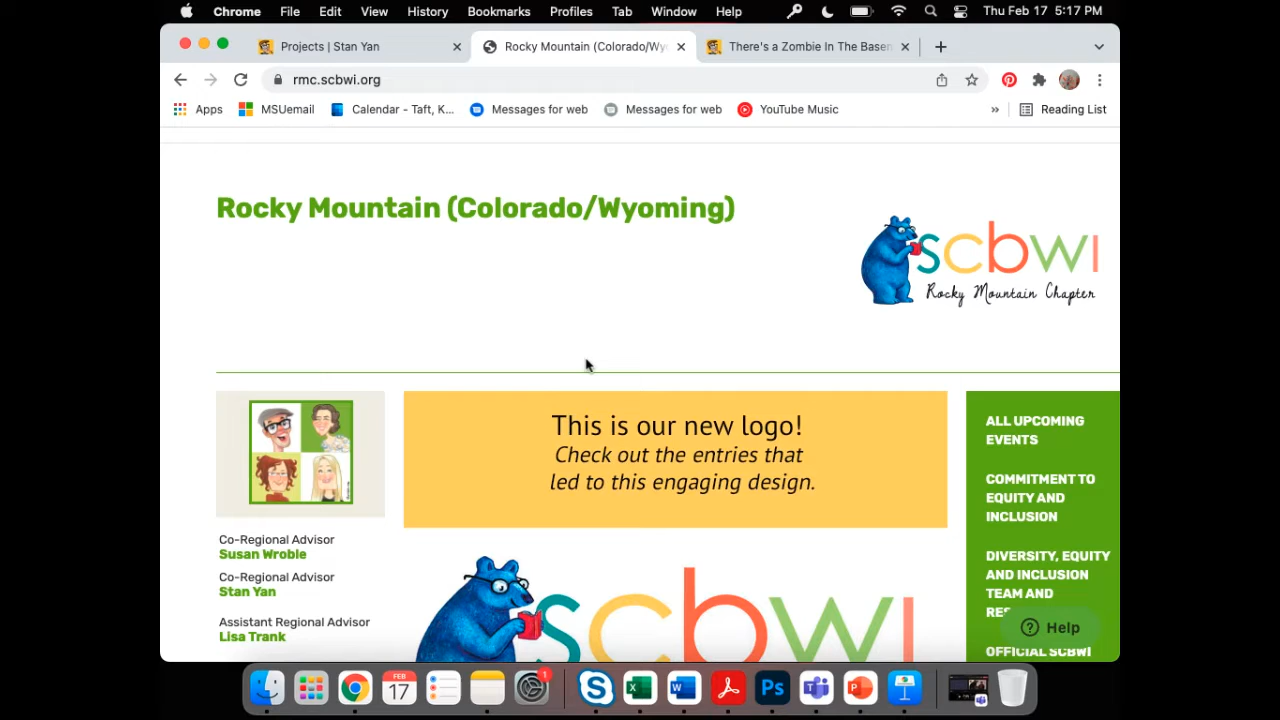 Chrome File Edit View History Bookmarks Profiles Tab Window Help Thu Feb 17 5:17 PM
Projects | Stan Yan
Rocky Mountain (Colorado/Wy
There's a Zombie In The Basen
rmc.scbwi.org
Apps MSUemail Calendar - Taft, K... Messages for web Messages for web YouTube Music » Reading List
Rocky Mountain (Colorado/Wyoming)
scbwi
Rocky Mountain Chapter
This is our new logo!
Check out the entries that
led to this engaging design.
scbwi
Co-Regional Advisor
Susan Wroble
Co-Regional Advisor
Stan Yan
Assistant Regional Advisor
Lisa Trank
ALL UPCOMING
EVENTS
COMMITMENT TO
EQUITY AND
INCLUSION
DIVERSITY, EQUITY
AND INCLUSION
TEAM AND
OFFICIAL SCBWI
Help
FEB
17
1
X
W
Ps
T
P